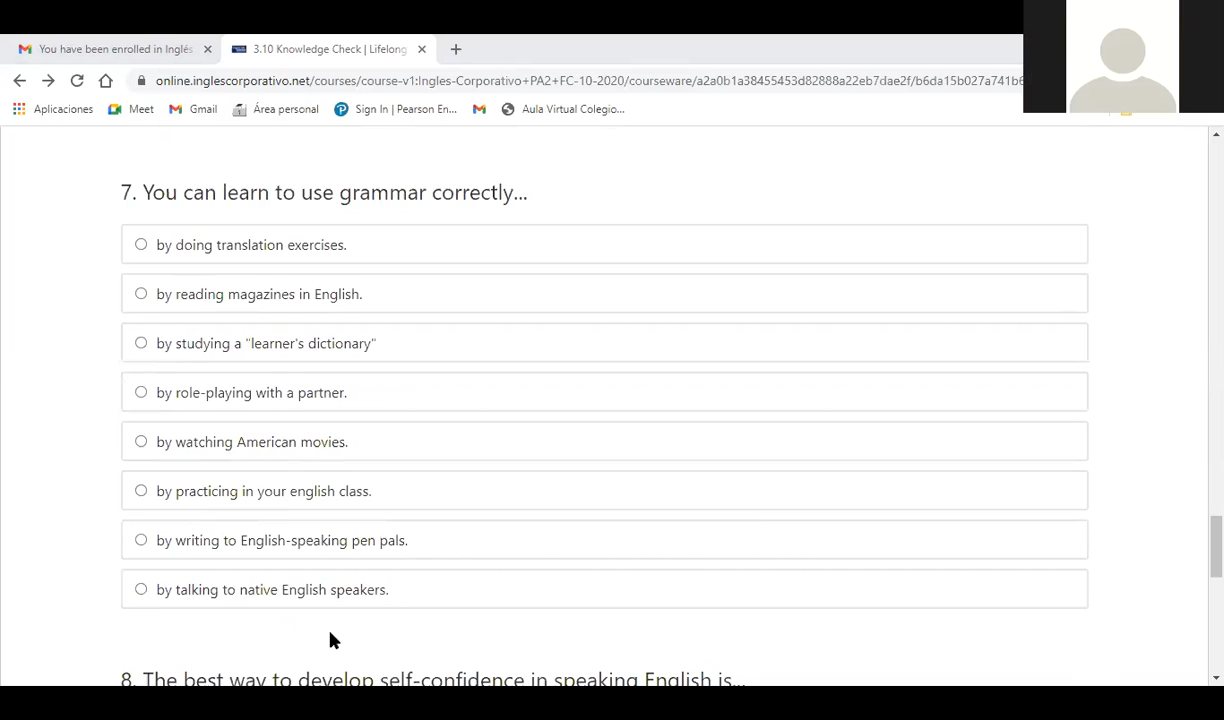 You have been enrolled in Inglés
3.10 Knowledge Check | Lifelong
online.inglescorporativo.net/courses/course-v1:Ingles-Corporativo+PA2+FC-10-2020/courseware/a2a0b1a38455453d82888a22eb7dae2f/b6da15b027a741b6
Aplicaciones
Meet
Gmail
Área personal
Sign In | Pearson En...
Aula Virtual Colegio...
7. You can learn to use grammar correctly...
by doing translation exercises.
by reading magazines in English.
by studying a "learner's dictionary"
by role-playing with a partner.
by watching American movies.
by practicing in your english class.
by writing to English-speaking pen pals.
by talking to native English speakers.
8. The best way to develop self-confidence in speaking English is...